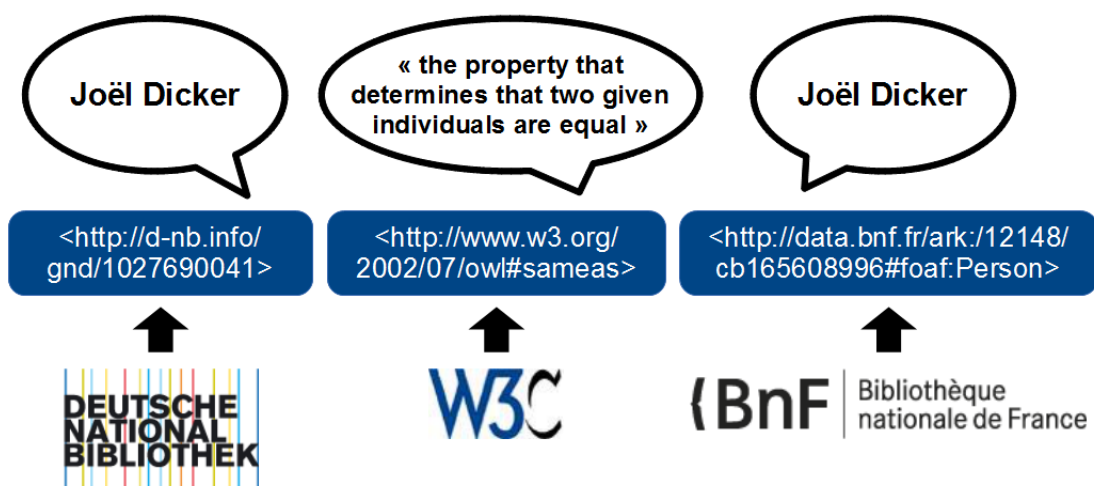 Joël Dicker
« the property that
determines that two given
individuals are equal »
Joël Dicker
<http://d-nb.info/
gnd/1027690041>
<http://www.w3.org/
2002/07/owl#sameas>
<http://data.bnf.fr/ark:/12148/
cb165608996#foaf:Person>
DEUTSCHE
NATIONAL
BIBLIOTHEK
W3C
{BnF
Bibliothèque
nationale de France